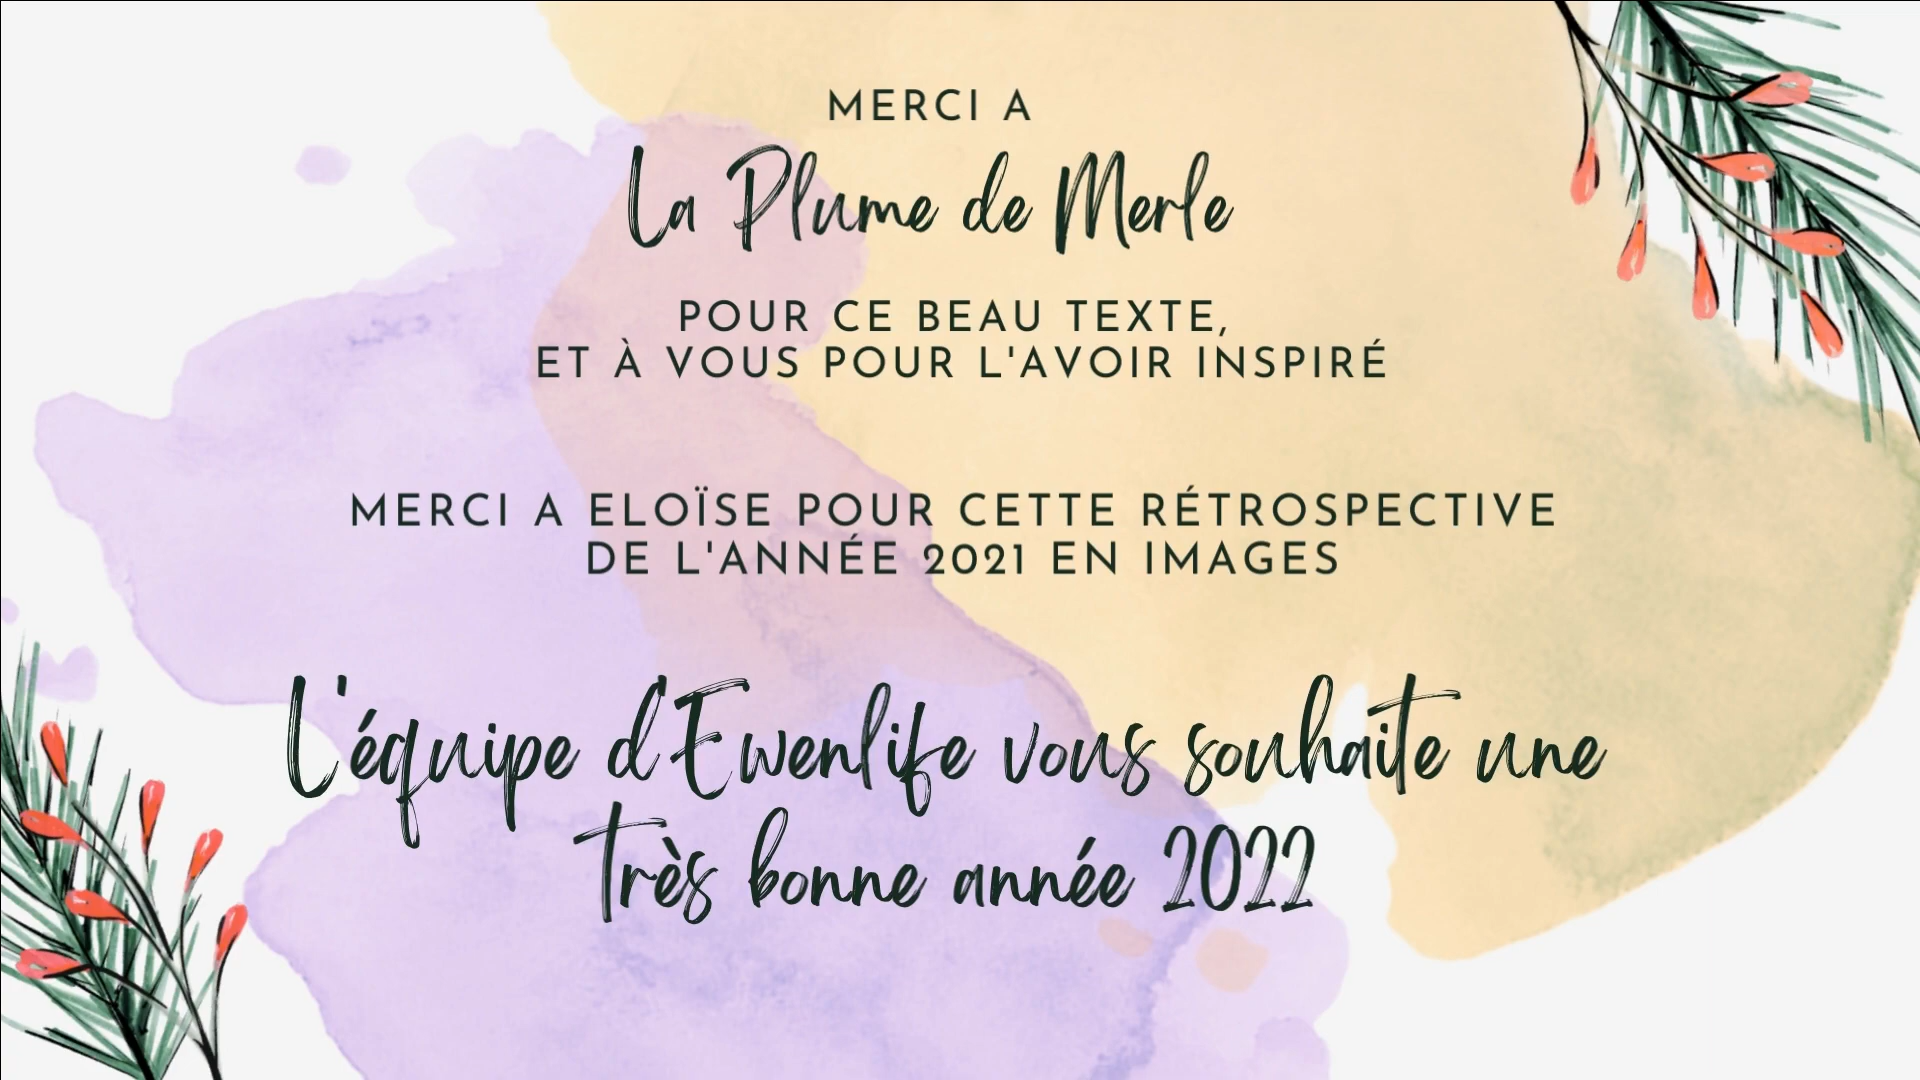 MERCI A
La Plume de Merle
POUR CE BEAU TEXTE,
ET À VOUS POUR L'AVOIR INSPIRÉ
MERCI A ELOÏSE POUR CETTE RÉTROSPECTIVE
DE L'ANNÉE 2021 EN IMAGES
L'équipe d'Ewenlife vous souhaite une
très bonne année 2022